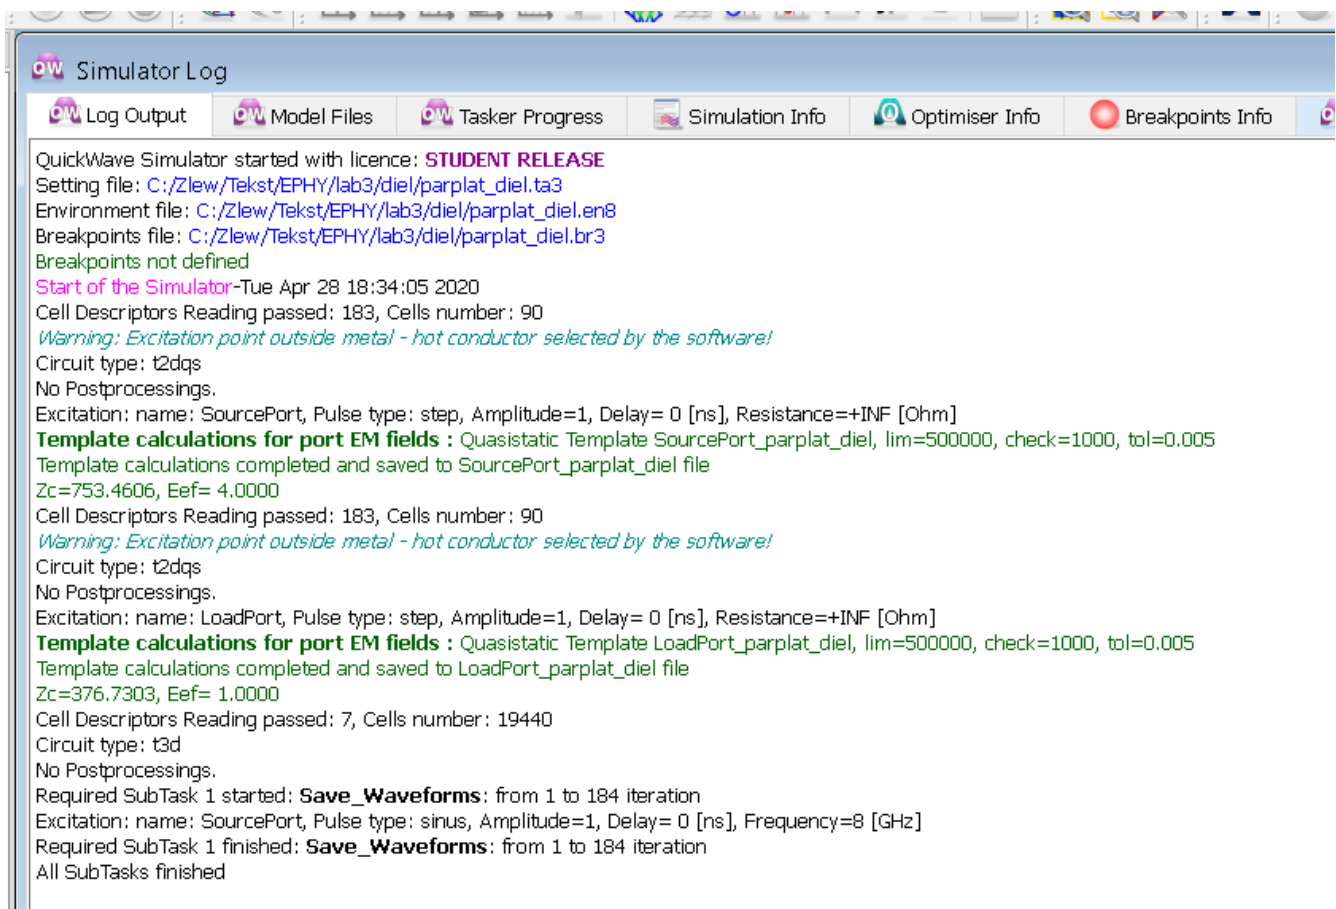 Simulator Log
Log Output Model Files Tasker Progress Simulation Info Optimiser Info Breakpoints Info
QuickWave Simulator started with licence: STUDENT RELEASE
Setting file: C:/Zlew/Tekst/EPHY/lab3/diel/parplat_diel.ta3
Environment file: C:/Zlew/Tekst/EPHY/lab3/diel/parplat_diel.en8
Breakpoints file: C:/Zlew/Tekst/EPHY/lab3/diel/parplat_diel.br3
Breakpoints not defined
Start of the Simulator-Tue Apr 28 18:34:05 2020
Cell Descriptors Reading passed: 183, Cells number: 90
Warning: Excitation point outside metal - hot conductor selected by the software!
Circuit type: t2dqs
No Postprocessings.
Excitation: name: SourcePort, Pulse type: step, Amplitude=1, Delay= 0 [ns], Resistance=+INF [Ohm]
Template calculations for port EM fields : Quasistatic Template SourcePort_parplat_diel, lim=500000, check=1000, tol=0.005
Template calculations completed and saved to SourcePort_parplat_diel file
Zc=753.4606, Eef= 4.0000
Cell Descriptors Reading passed: 183, Cells number: 90
Warning: Excitation point outside metal - hot conductor selected by the software!
Circuit type: t2dqs
No Postprocessings.
Excitation: name: LoadPort, Pulse type: step, Amplitude=1, Delay= 0 [ns], Resistance=+INF [Ohm]
Template calculations for port EM fields : Quasistatic Template LoadPort_parplat_diel, lim=500000, check=1000, tol=0.005
Template calculations completed and saved to LoadPort_parplat_diel file
Zc=376.7303, Eef= 1.0000
Cell Descriptors Reading passed: 7, Cells number: 19440
Circuit type: t3d
No Postprocessings.
Required SubTask 1 started: Save_Waveforms: from 1 to 184 iteration
Excitation: name: SourcePort, Pulse type: sinus, Amplitude=1, Delay= 0 [ns], Frequency=8 [GHz]
Required SubTask 1 finished: Save_Waveforms: from 1 to 184 iteration
All SubTasks finished